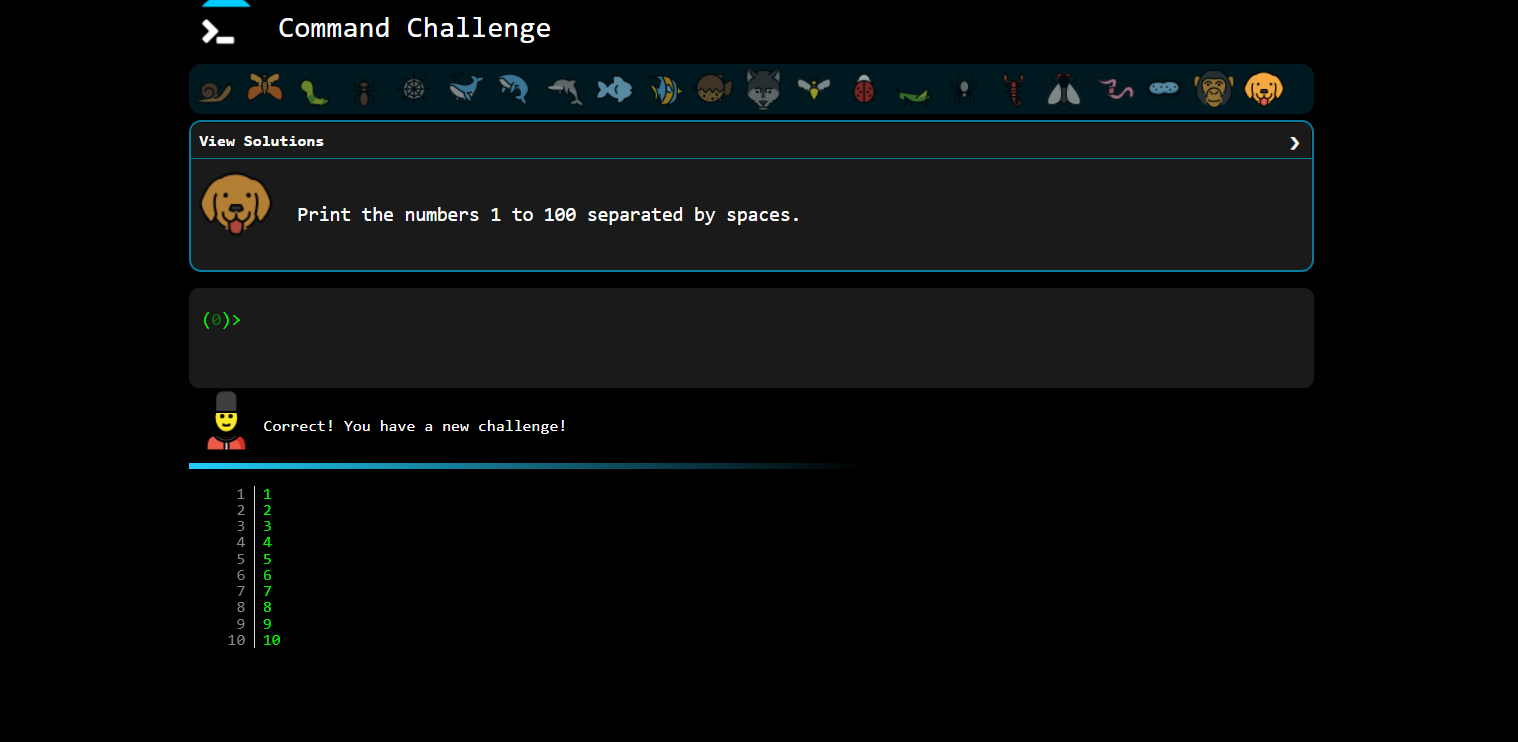 Command Challenge
View Solutions
Print the numbers 1 to 100 separated by spaces.
(0)>
Correct! You have a new challenge!
1 1
2 2
3 3
4 4
5 5
6 6
7 7
8 8
9 9
10 10